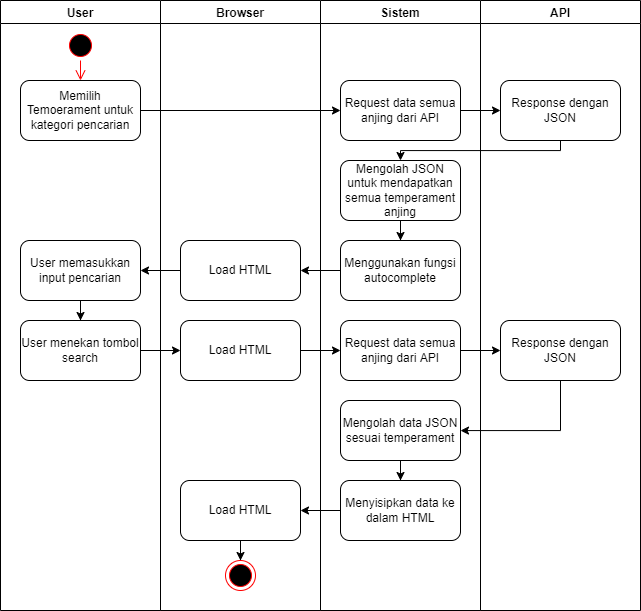 User
Browser
Sistem
API
Memilih
Temoerament untuk
kategori pencarian
Request data semua
anjing dari API
Response dengan
JSON
Mengolah JSON
untuk mendapatkan
semua temperament
anjing
User memasukkan
input pencarian
Load HTML
Menggunakan fungsi
autocomplete
User menekan tombol
search
Load HTML
Request data semua
anjing dari API
Response dengan
JSON
Mengolah data JSON
sesuai temperament
Load HTML
Menyisipkan data ke
dalam HTML